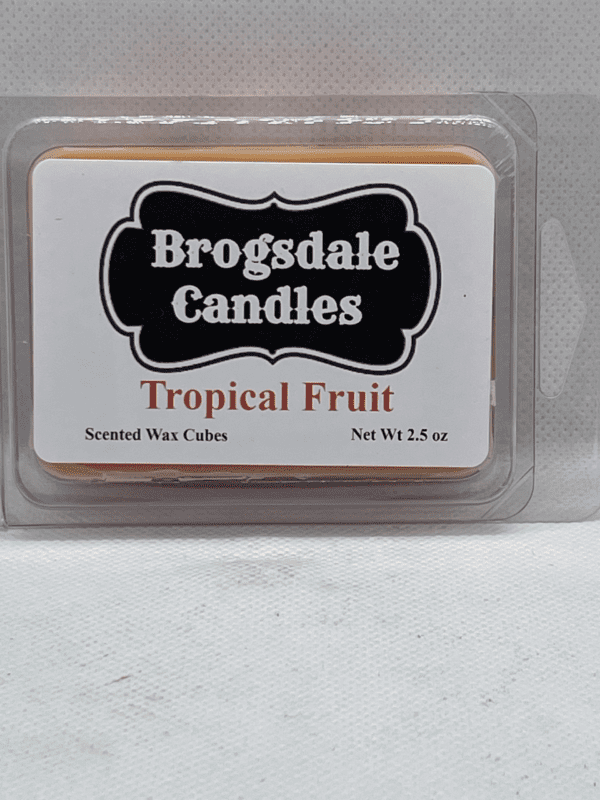 Brogsdale
Candles
Tropical Fruit
Scented Wax Cubes Net Wt 2.5 oz